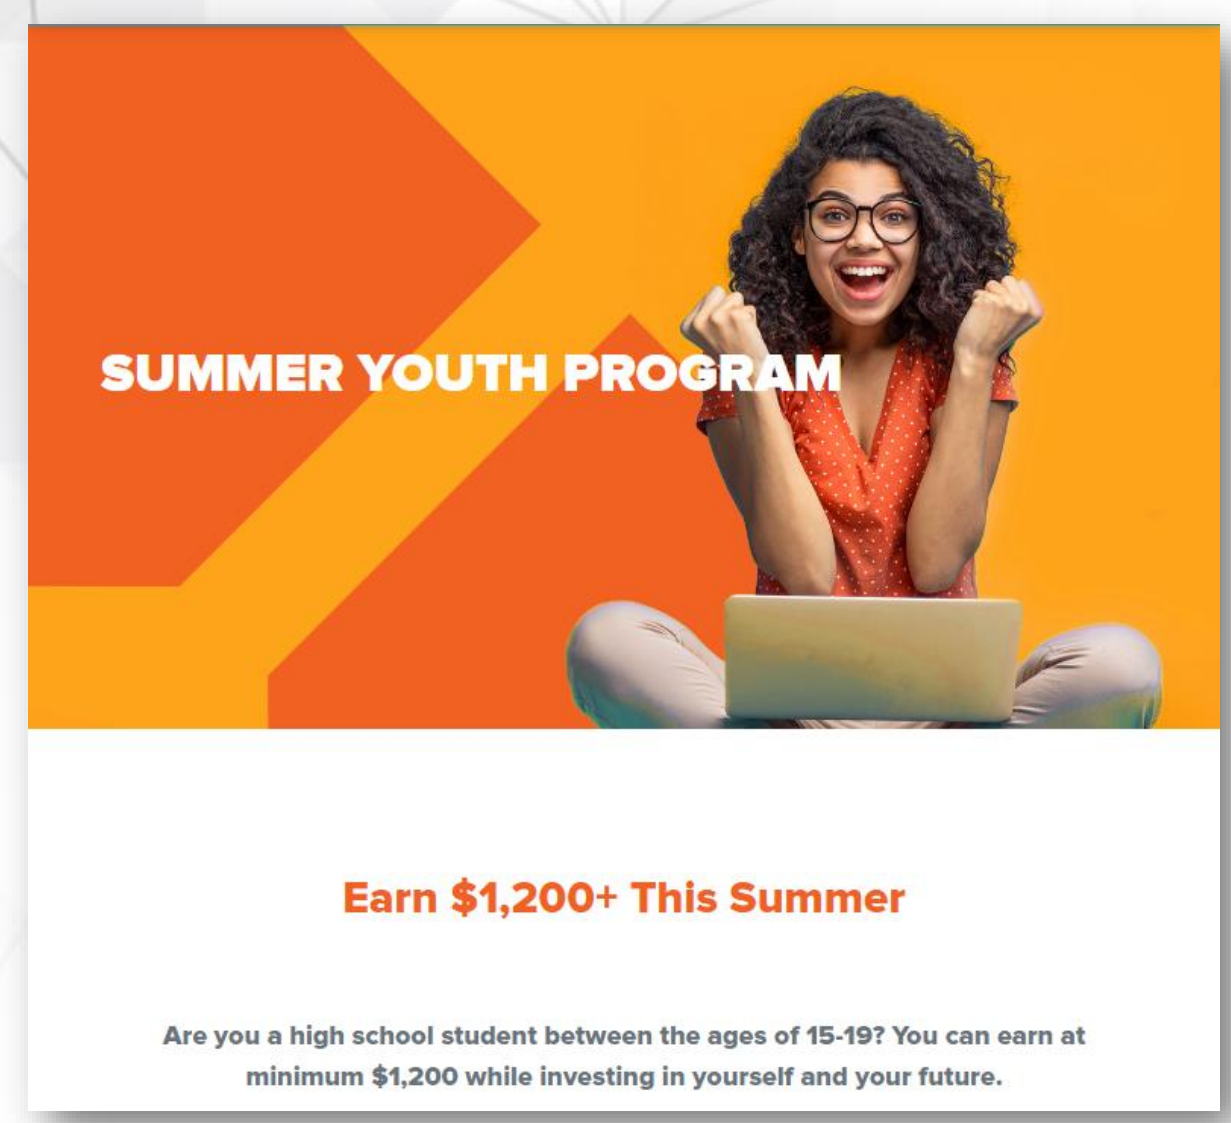 SUMMER YOUTH PROGRAM
Earn $1,200+ This Summer
Are you a high school student between the ages of 15-19? You can earn at
minimum $1,200 while investing in yourself and your future.